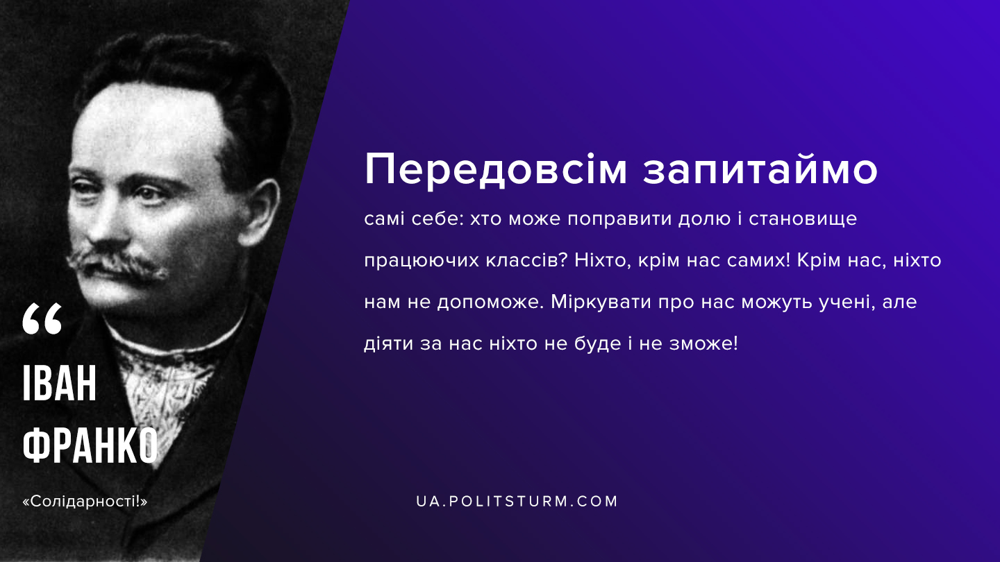 Передовсім запитаймо
самі себе: хто може поправити долю і становище
працюючих классів? Ніхто, крім нас самих! Крім нас, ніхто
нам не допоможе. Міркувати про нас можуть учені, але
діяти за нас ніхто не буде і не зможе!
“
ІВАН
ФРАНКО
«Солідарності!»
UA.POLITSTURM.COM